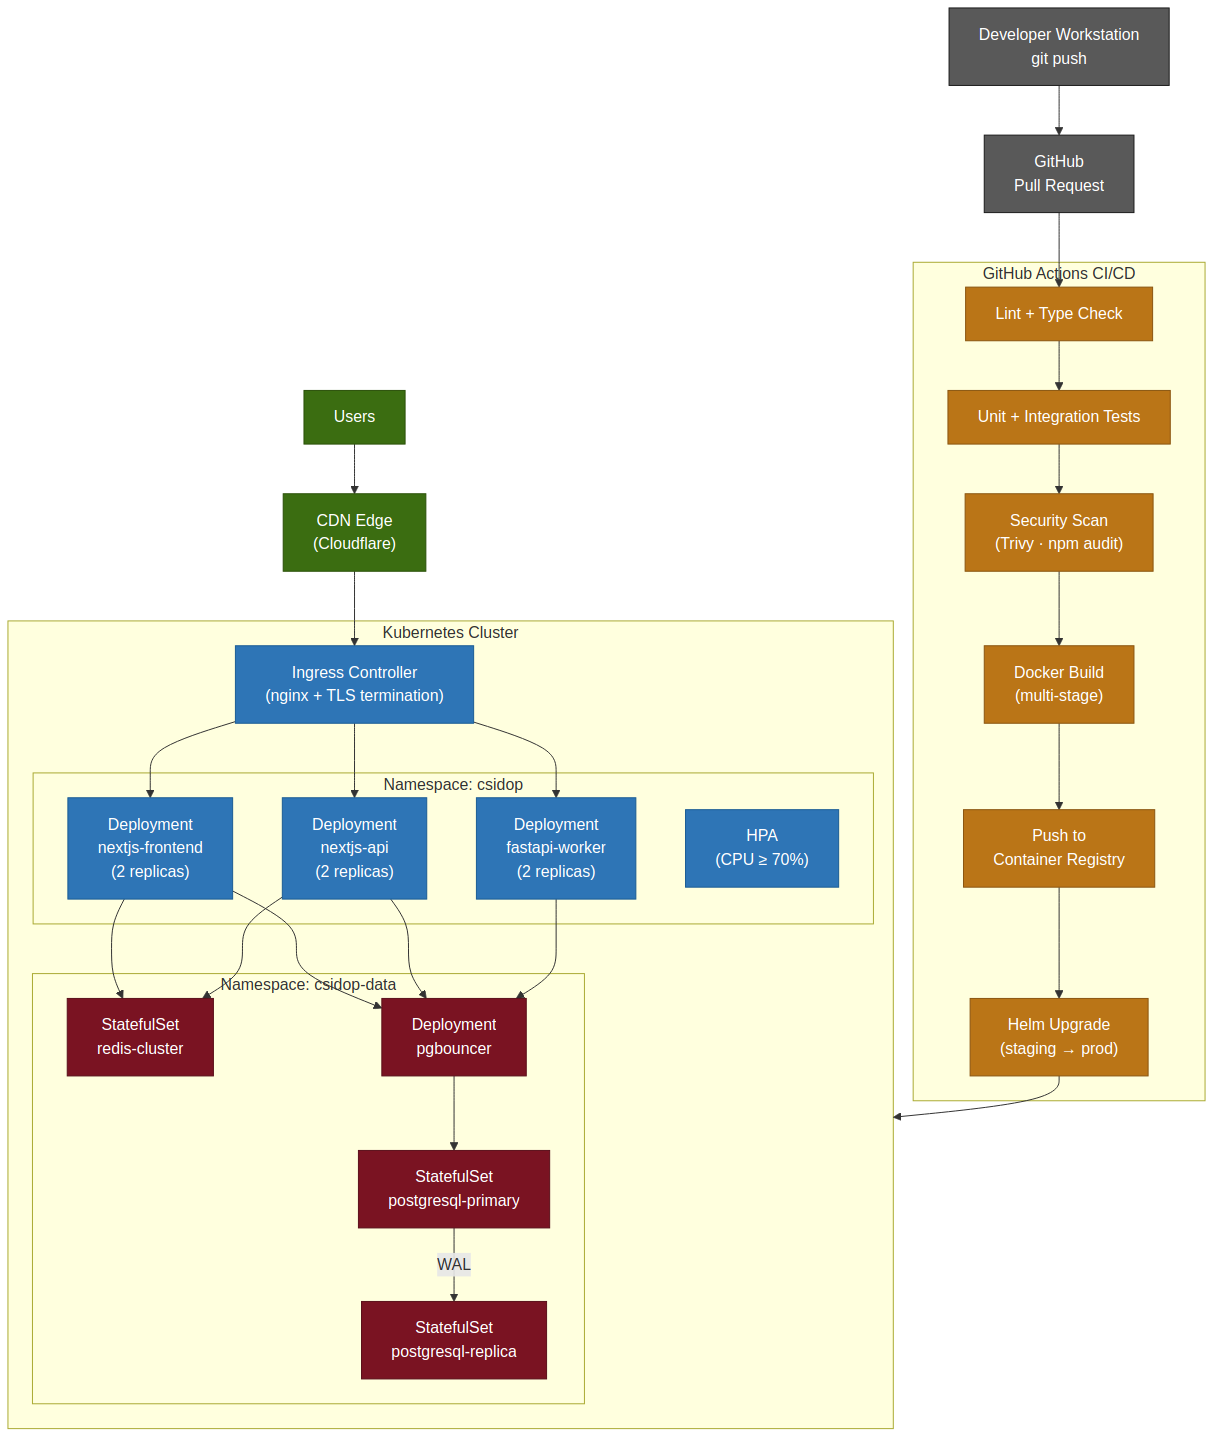 Developer Workstation
git push
GitHub
Pull Request
GitHub Actions CI/CD
Lint + Type Check
Unit + Integration Tests
Security Scan
(Trivy · npm audit)
Docker Build
(multi-stage)
Push to
Container Registry
Helm Upgrade
(staging → prod)
Users
CDN Edge
(Cloudflare)
Kubernetes Cluster
Ingress Controller
(nginx + TLS termination)
Namespace: csidop
Deployment
nextjs-frontend
(2 replicas)
Deployment
nextjs-api
(2 replicas)
Deployment
fastapi-worker
(2 replicas)
HPA
(CPU ≥ 70%)
Namespace: csidop-data
StatefulSet
redis-cluster
Deployment
pgbouncer
StatefulSet
postgresql-primary
WAL
StatefulSet
postgresql-replica